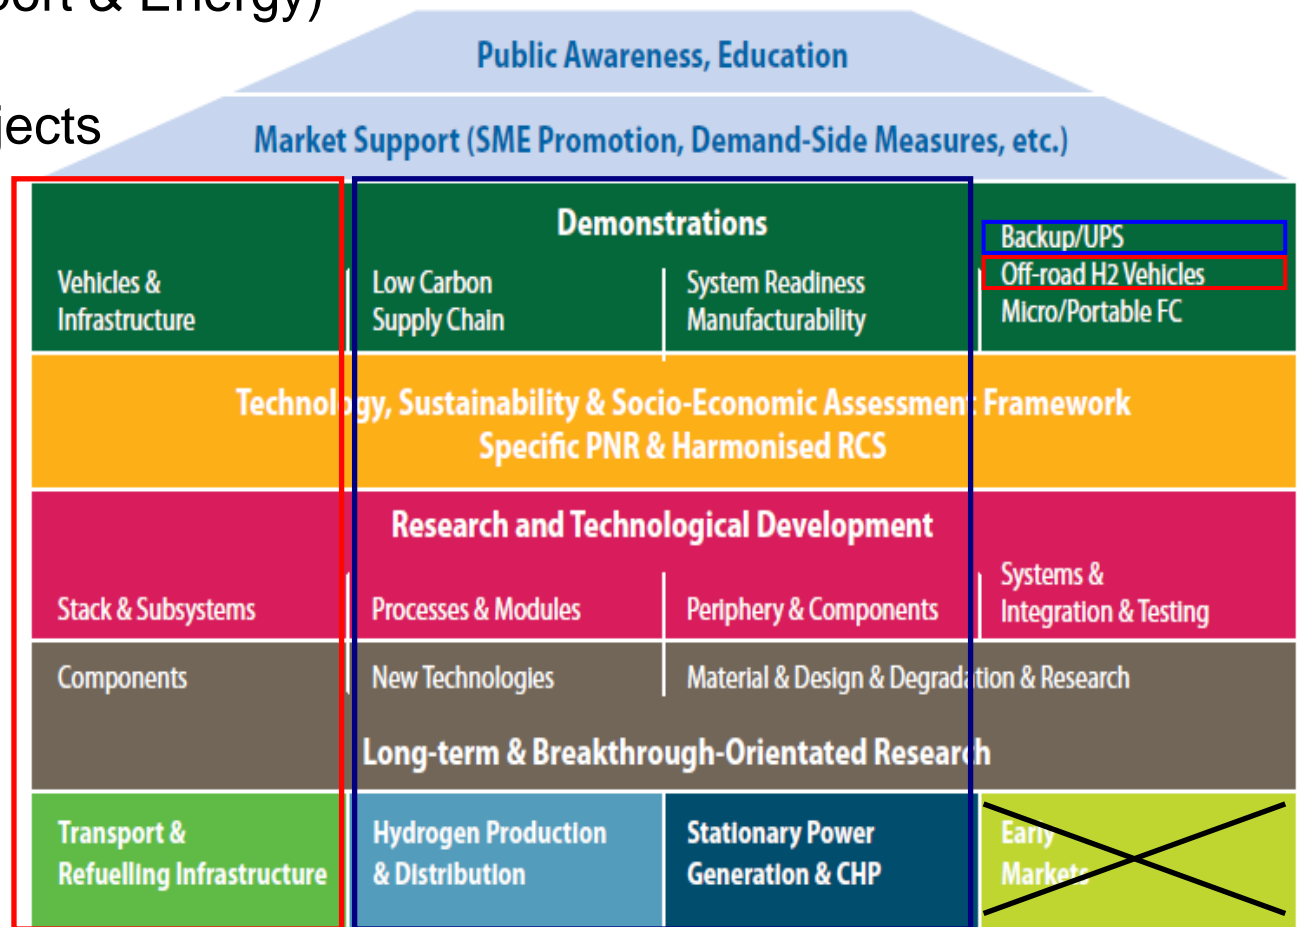 port & Energy)
Public Awareness, Education
jects
Market Support (SME Promotion, Demand-Side Measures, etc.)
Demonstrations
Vehicles &
Infrastructure
Low Carbon
Supply Chain
System Readiness
Manufacturability
Backup/UPS
Off-road H2 Vehicles
Micro/Portable FC
Technology, Sustainability & Socio-Economic Assessment Framework
Specific PNR & Harmonised RCS
Research and Technological Development
Stack & Subsystems
Processes & Modules
Periphery & Components
Systems &
Integration & Testing
Components
New Technologies
Material & Design & Degradation & Research
Long-term & Breakthrough-Orientated Research
Transport &
Refuelling Infrastructure
Hydrogen Production
& Distribution
Stationary Power
Generation & CHP
Early
Markets